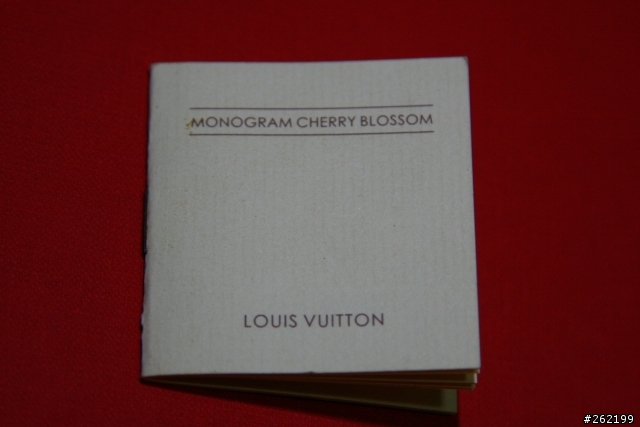 MONOGRAM CHERRY BLOSSOM
LOUIS VUITTON
#262199